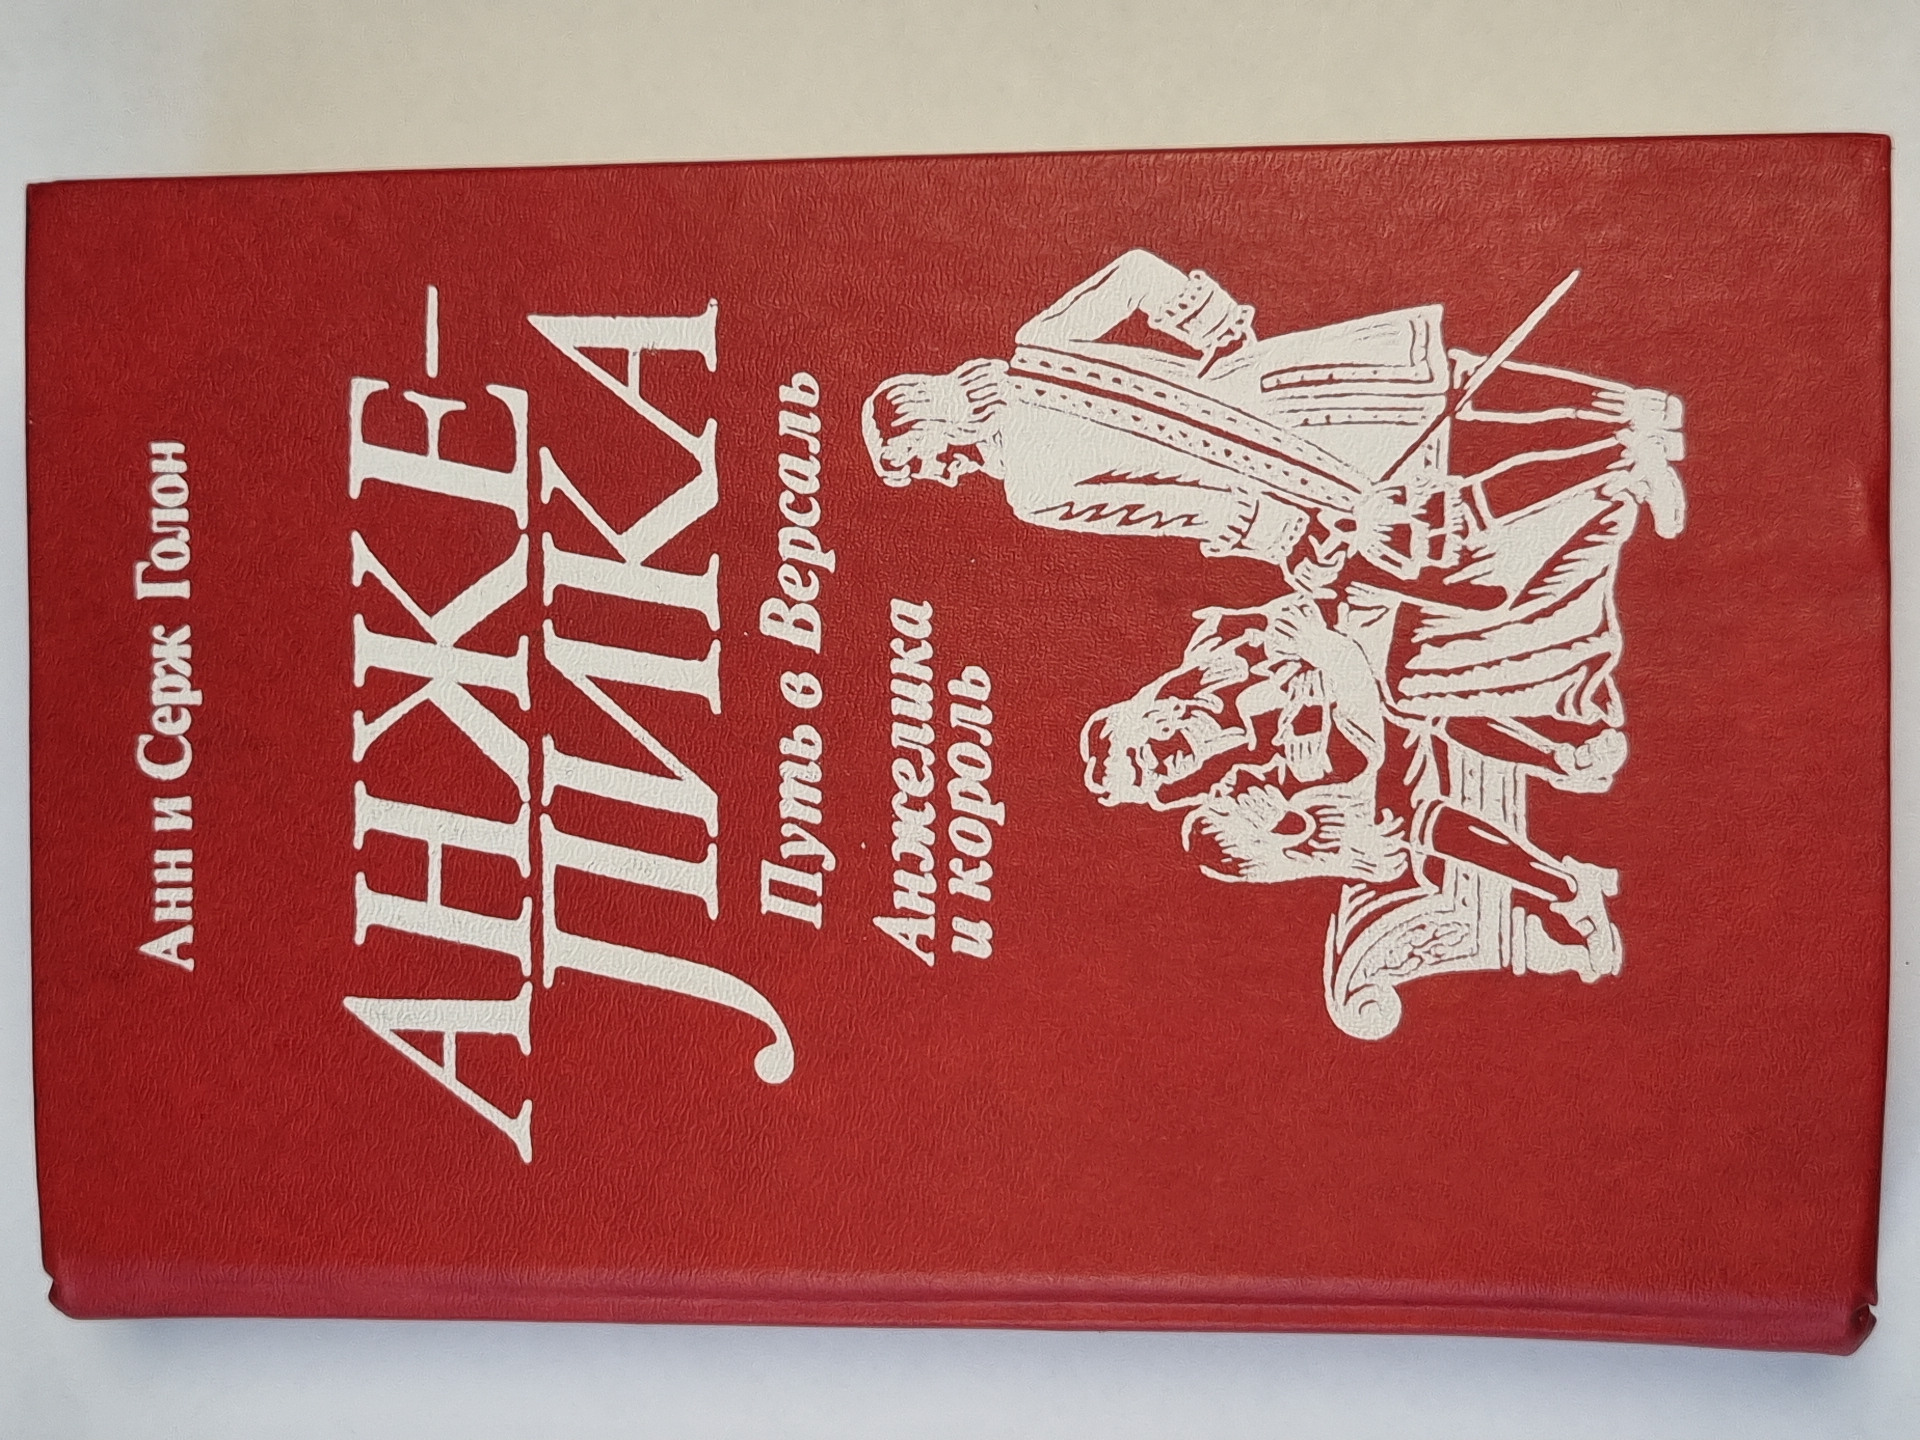 Анн и Серж Голон
АНЖЕ-
ЛИКА
Путь в Версаль
Анжелика
и король